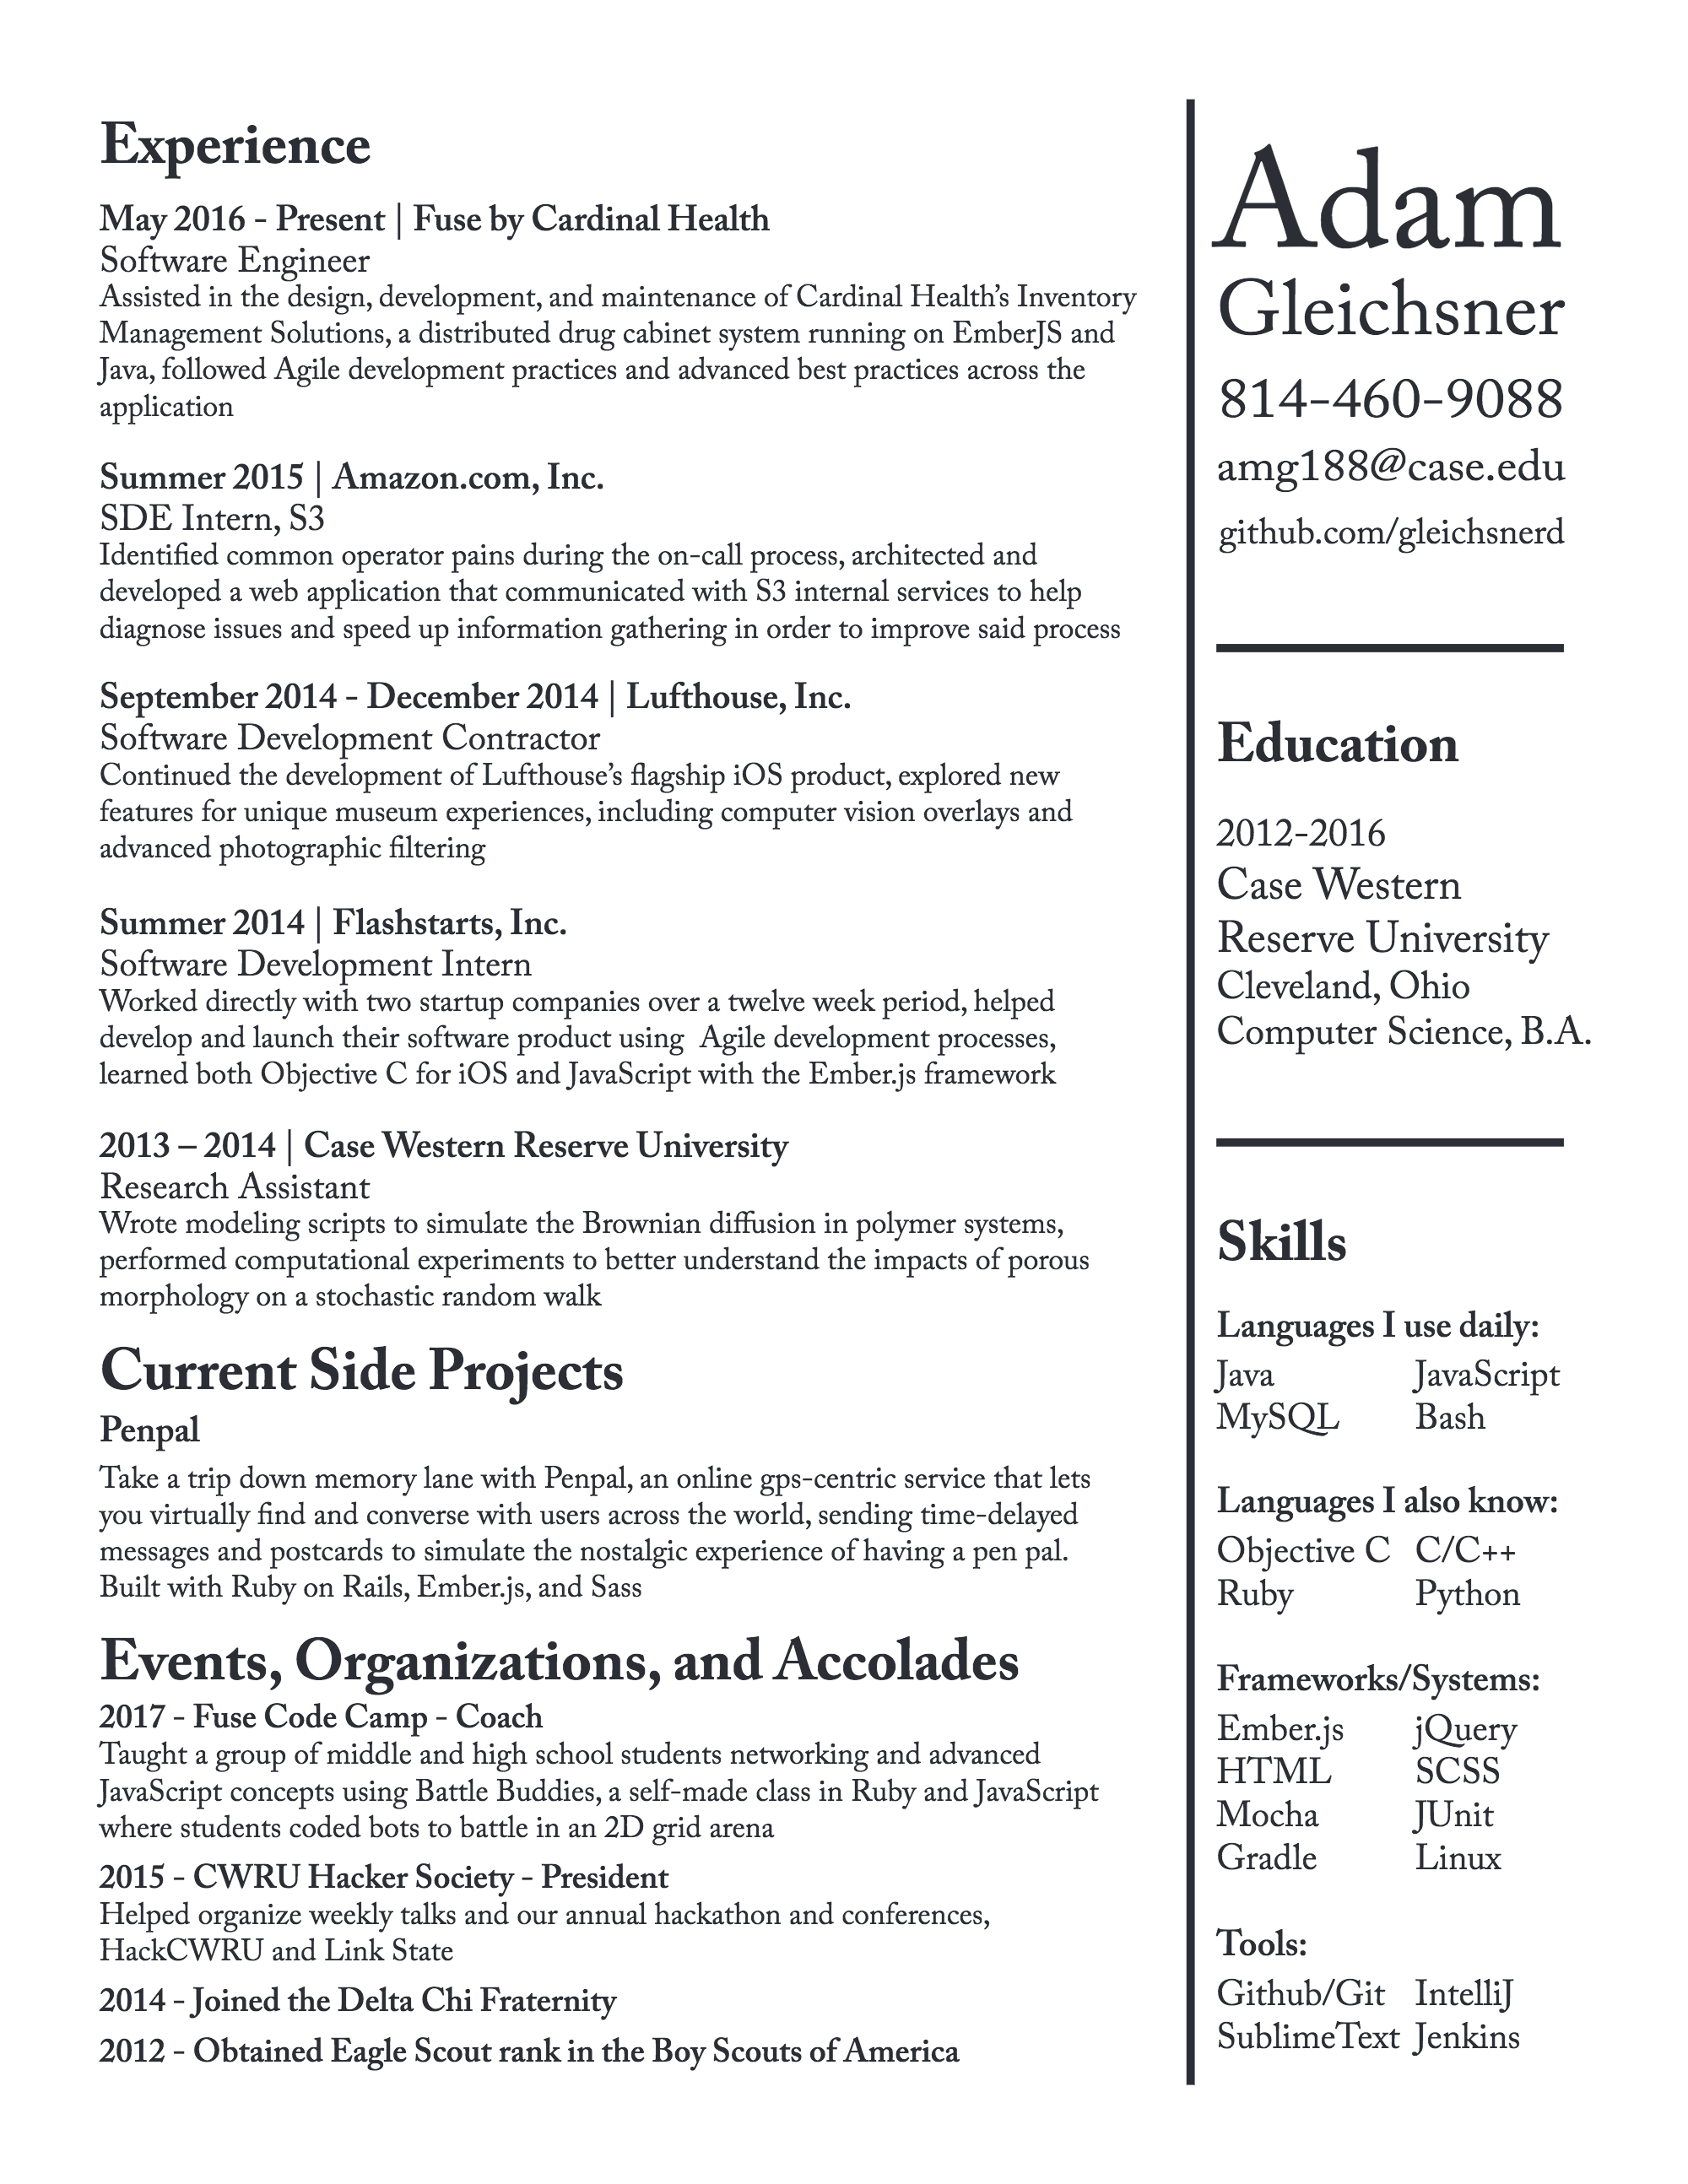 Experience
May 2016 - Present | Fuse by Cardinal Health
Software Engineer
Assisted in the design, development, and maintenance of Cardinal Health’s Inventory
Management Solutions, a distributed drug cabinet system running on EmberJS and
Java, followed Agile development practices and advanced best practices across the
application
Summer 2015 | Amazon.com, Inc.
SDE Intern, S3
Identified common operator pains during the on-call process, architected and
developed a web application that communicated with S3 internal services to help
diagnose issues and speed up information gathering in order to improve said process
September 2014 - December 2014 | Lufthouse, Inc.
Software Development Contractor
Continued the development of Lufthouse’s flagship iOS product, explored new
features for unique museum experiences, including computer vision overlays and
advanced photographic filtering
Summer 2014 | Flashstarts, Inc.
Software Development Intern
Worked directly with two startup companies over a twelve week period, helped
develop and launch their software product using  Agile development processes,
learned both Objective C for iOS and JavaScript with the Ember.js framework
2013 – 2014 | Case Western Reserve University
Research Assistant
Wrote modeling scripts to simulate the Brownian diffusion in polymer systems,
performed computational experiments to better understand the impacts of porous
morphology on a stochastic random walk
Current Side Projects
Penpal
Take a trip down memory lane with Penpal, an online gps-centric service that lets
you virtually find and converse with users across the world, sending time-delayed
messages and postcards to simulate the nostalgic experience of having a pen pal.
Built with Ruby on Rails, Ember.js, and Sass
Events, Organizations, and Accolades
2017 - Fuse Code Camp - Coach
Taught a group of middle and high school students networking and advanced
JavaScript concepts using Battle Buddies, a self-made class in Ruby and JavaScript
where students coded bots to battle in an 2D grid arena
2015 - CWRU Hacker Society - President
Helped organize weekly talks and our annual hackathon and conferences,
HackCWRU and Link State
2014 - Joined the Delta Chi Fraternity
2012 - Obtained Eagle Scout rank in the Boy Scouts of America
Adam
Gleichsner
814-460-9088
amg188@case.edu
github.com/gleichsnerd
Education
2012-2016
Case Western
Reserve University
Cleveland, Ohio
Computer Science, B.A.
Skills
Languages I use daily:
Java JavaScript
MySQL Bash
Languages I also know:
Objective C C/C++
Ruby Python
Frameworks/Systems:
Ember.js jQuery
HTML SCSS
Mocha JUnit
Gradle Linux
Tools:
Github/Git IntelliJ
SublimeText Jenkins